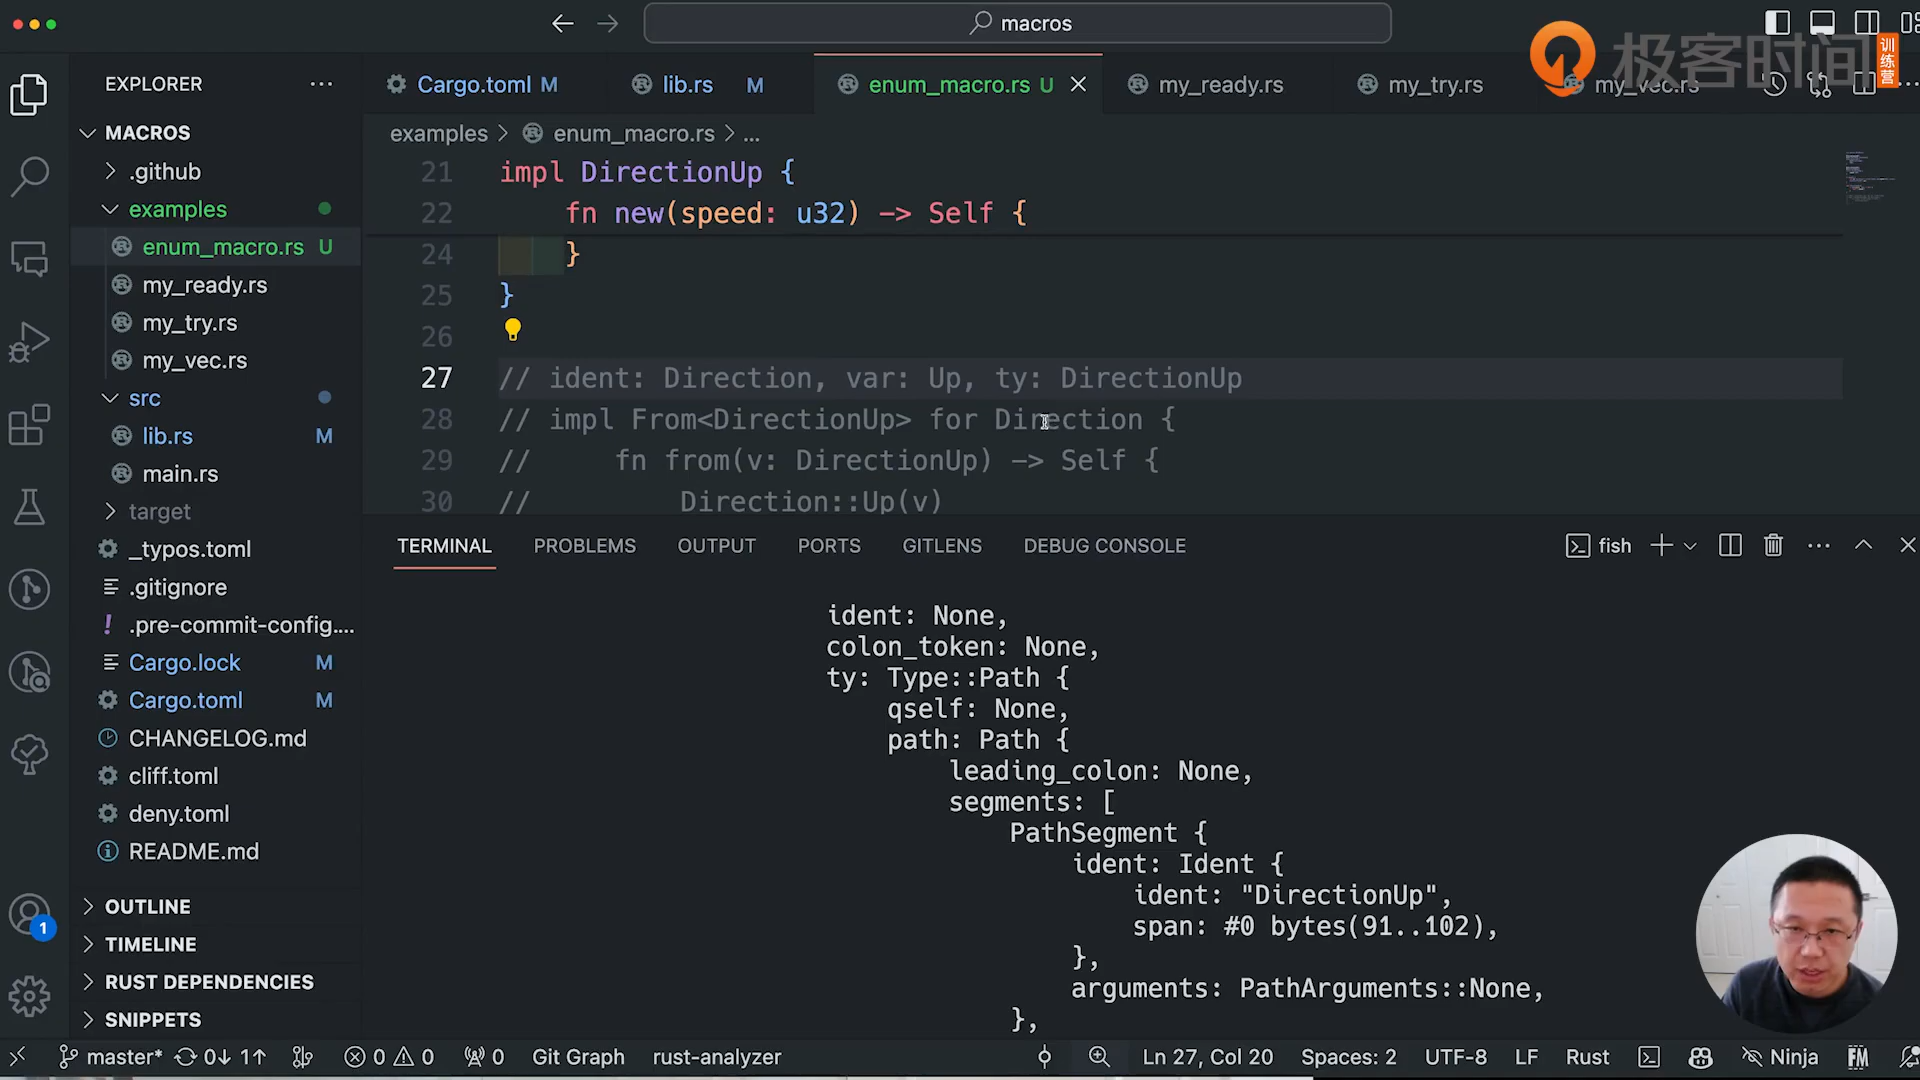 macros
极客时间
训练营
EXPLORER
MACROS
.github
examples
enum_macro.rs U
my_ready.rs
my_try.rs
my_vec.rs
src
lib.rs M
main.rs
target
_typos.toml
.gitignore
.pre-commit-config....
Cargo.lock M
Cargo.toml M
CHANGELOG.md
cliff.toml
deny.toml
README.md
OUTLINE
TIMELINE
RUST DEPENDENCIES
SNIPPETS
1
Cargo.toml M
lib.rs M
enum_macro.rs U
my_ready.rs
my_try.rs
my_vec.rs
examples > enum_macro.rs > ...
21 impl DirectionUp {
22 fn new(speed: u32) -> Self {
24 }
25 }
26
27 // ident: Direction, var: Up, ty: DirectionUp
28 // impl From<DirectionUp> for Direction {
29 // fn from(v: DirectionUp) -> Self {
30 // Direction::Up(v)
TERMINAL PROBLEMS OUTPUT PORTS GITLENS DEBUG CONSOLE
fish
ident: None,
colon_token: None,
ty: Type::Path {
qself: None,
path: Path {
leading_colon: None,
segments: [
PathSegment {
ident: Ident {
ident: "DirectionUp",
span: #0 bytes(91..102),
},
arguments: PathArguments::None,
},
master* 0↓ 1↑ 0 0 0 Git Graph rust-analyzer Ln 27, Col 20 Spaces: 2 UTF-8 LF Rust Ninja FM